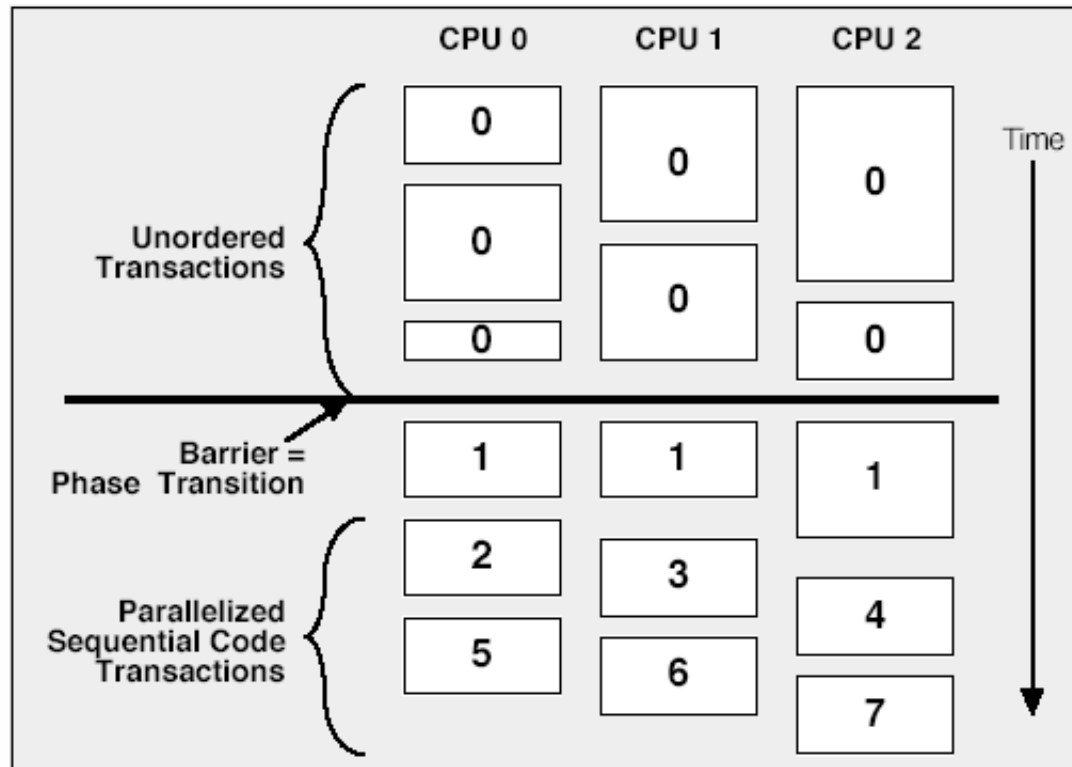 CPU 0 CPU 1 CPU 2
0 0 0
Time
0
Unordered
Transactions
0 0 0
Barrier =
Phase Transition
1 1 1
2 3 4
Parallelized
Sequential Code
Transactions
5 6 7